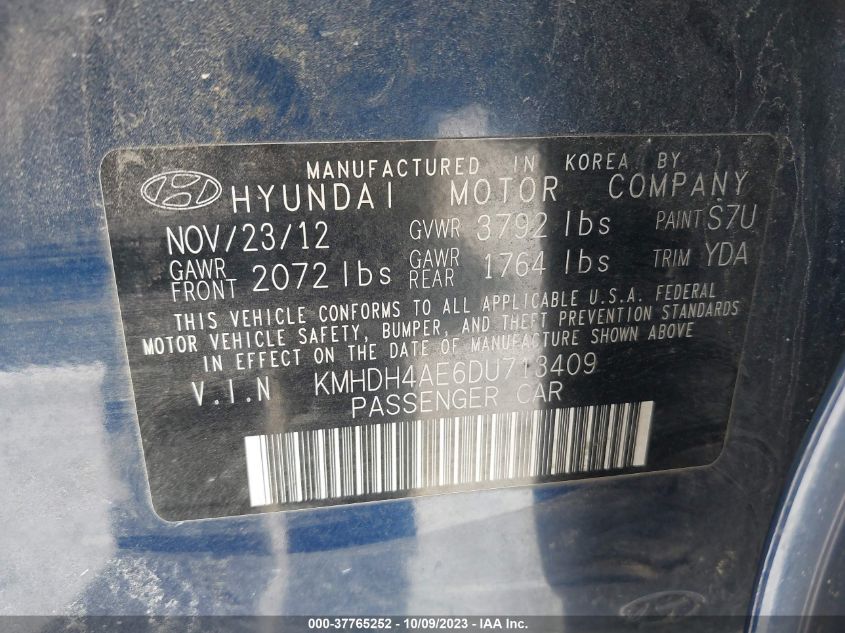 MANUFACTURED IN KOREA BY
HYUNDAI MOTOR COMPANY
NOV/23/12 GVWR 3792 lbs PAINT S7U
GAWR FRONT 2072 lbs GAWR REAR 1764 lbs TRIM YDA
THIS VEHICLE CONFORMS TO ALL APPLICABLE U.S.A. FEDERAL
MOTOR VEHICLE SAFETY, BUMPER, AND THEFT PREVENTION STANDARDS
IN EFFECT ON THE DATE OF MANUFACTURE SHOWN ABOVE
V.I.N KMHDH4AE6DU713409
PASSENGER CAR
000-37765252 - 10/09/2023 - IAA Inc.